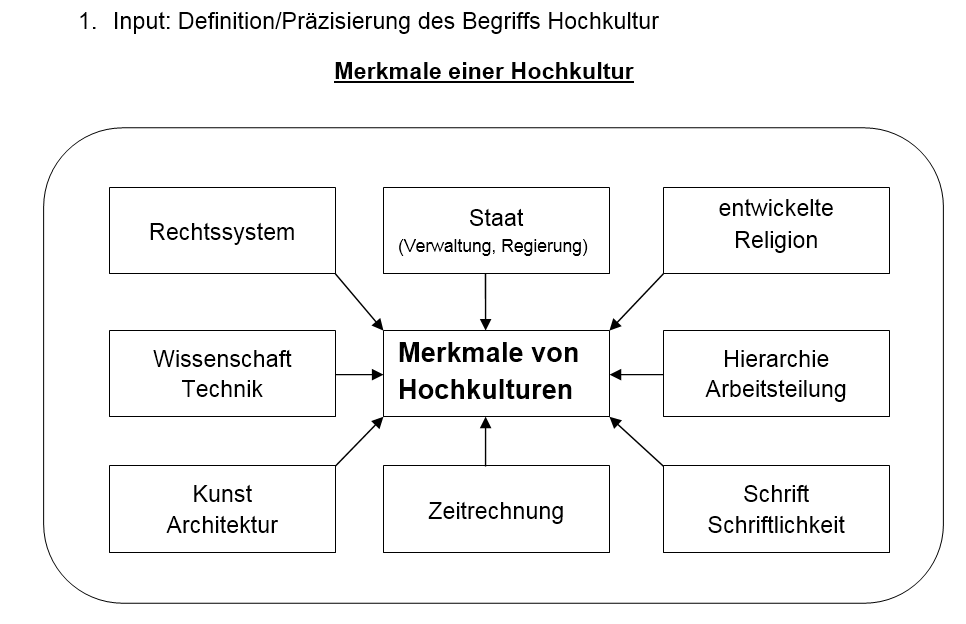 1. Input: Definition/Präzisierung des Begriffs Hochkultur
Merkmale einer Hochkultur
Rechtssystem
Staat
(Verwaltung, Regierung)
entwickelte
Religion
Wissenschaft
Technik
Merkmale von
Hochkulturen
Hierarchie
Arbeitsteilung
Kunst
Architektur
Zeitrechnung
Schrift
Schriftlichkeit